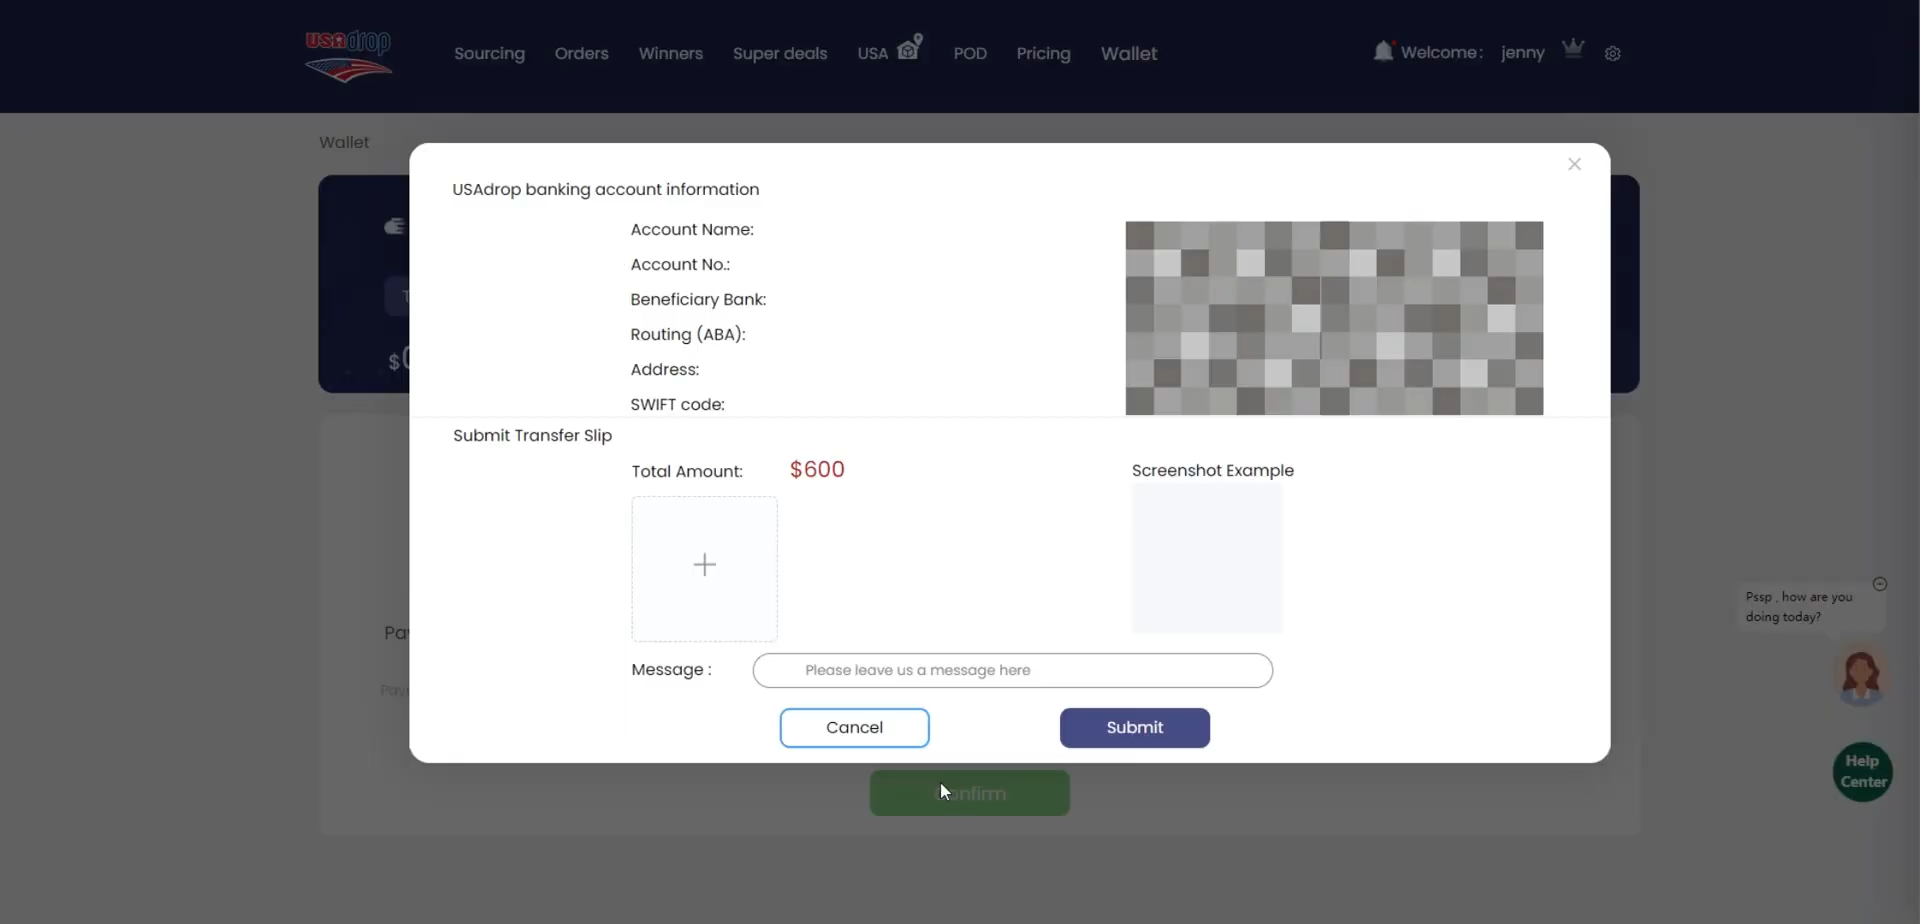 usadrop
Sourcing
Orders
Winners
Super deals
USA
POD
Pricing
Wallet
Welcome:
jenny
Wallet
USAdrop banking account information
Account Name:
Account No.:
Beneficiary Bank:
Routing (ABA):
Address:
SWIFT code:
Submit Transfer Slip
Total Amount: $600
Screenshot Example
Message :
Please leave us a message here
Cancel
Submit
Confirm
Pssp , how are you
doing today?
Help
Center